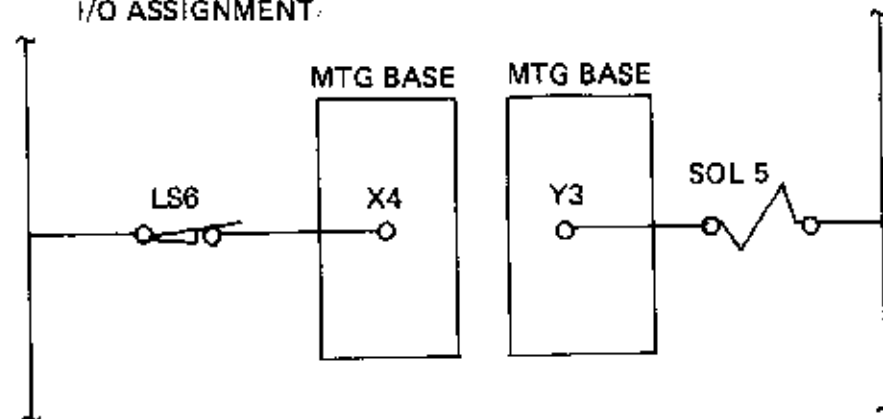 I/O ASSIGNMENT
MTG BASE MTG BASE
LS6 X4 Y3 SOL 5